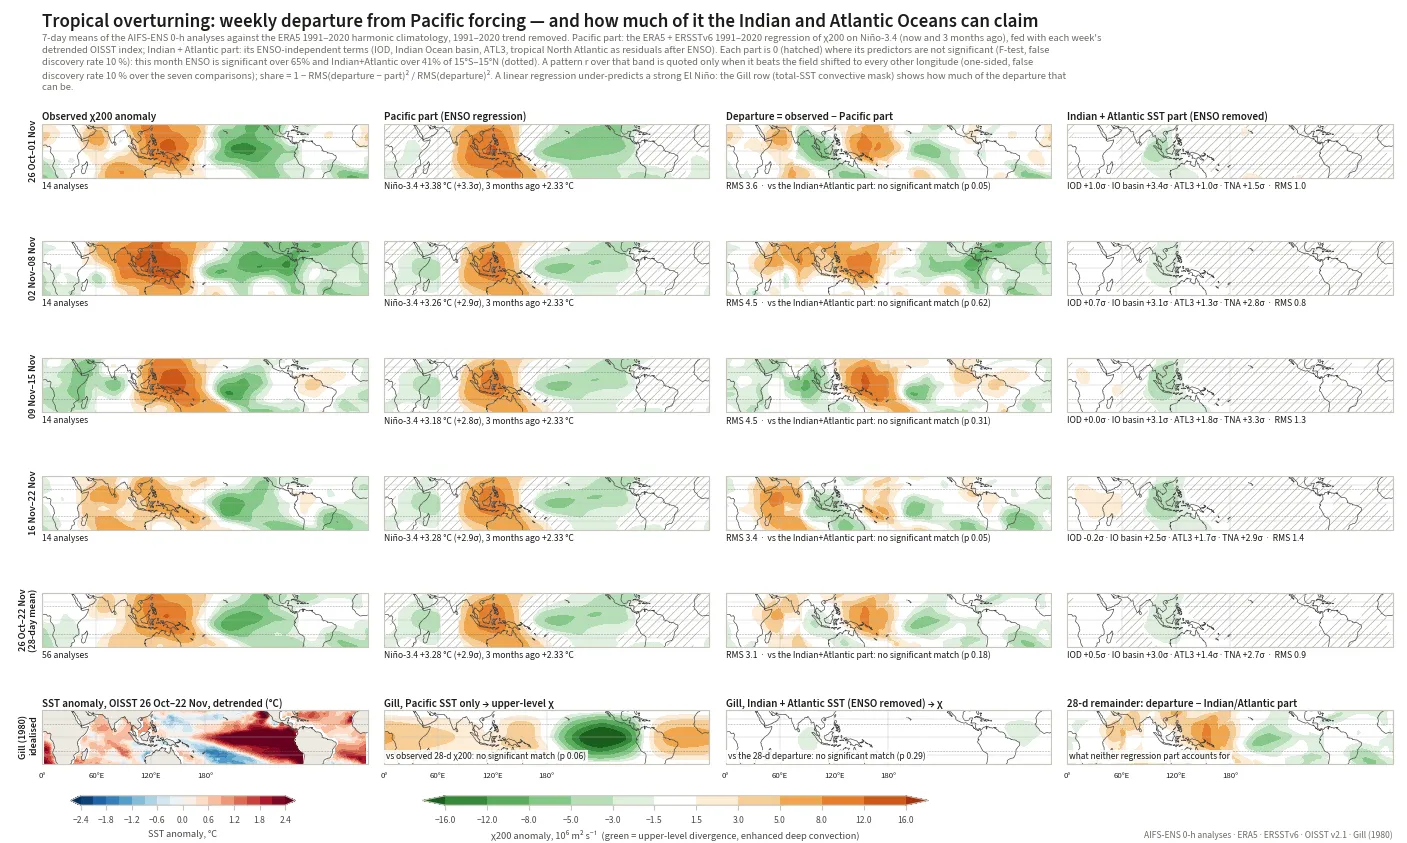 Tropical overturning: weekly departure from Pacific forcing — and how much of it the Indian and Atlantic Oceans can claim
7-day means of the AIFS-ENS 0-h analyses against the ERA5 1991–2020 harmonic climatology, 1991–2020 trend removed. Pacific part: the ERA5 + ERSSTv6 1991–2020 regression of χ200 on Niño-3.4 (now and 3 months ago), fed with each week's
detrended OISST index; Indian + Atlantic part: its ENSO-independent terms (IOD, Indian Ocean basin, ATL3, tropical North Atlantic as residuals after ENSO). Each part is 0 (hatched) where its predictors are not significant (F-test, false
discovery rate 10 %): this month ENSO is significant over 65% and Indian+Atlantic over 41% of 15°S–15°N (dotted). A pattern r over that band is quoted only when it beats the field shifted to every other longitude (one-sided, false
discovery rate 10 % over the seven comparisons); share = 1 − RMS(departure − part)² / RMS(departure)². A linear regression under-predicts a strong El Niño: the Gill row (total-SST convective mask) shows how much of the departure that
can be.
Observed χ200 anomaly
Pacific part (ENSO regression)
Departure = observed − Pacific part
Indian + Atlantic SST part (ENSO removed)
26 Oct–01 Nov
14 analyses
Niño-3.4 +3.38 °C (+3.3σ), 3 months ago +2.33 °C
RMS 3.6 · vs the Indian+Atlantic part: no significant match (p 0.05)
IOD +1.0σ · IO basin +3.4σ · ATL3 +1.0σ · TNA +1.5σ · RMS 1.0
02 Nov–08 Nov
14 analyses
Niño-3.4 +3.26 °C (+2.9σ), 3 months ago +2.33 °C
RMS 4.5 · vs the Indian+Atlantic part: no significant match (p 0.62)
IOD +0.7σ · IO basin +3.1σ · ATL3 +1.3σ · TNA +2.8σ · RMS 0.8
09 Nov–15 Nov
14 analyses
Niño-3.4 +3.18 °C (+2.8σ), 3 months ago +2.33 °C
RMS 4.5 · vs the Indian+Atlantic part: no significant match (p 0.31)
IOD +0.0σ · IO basin +3.1σ · ATL3 +1.8σ · TNA +3.3σ · RMS 1.3
16 Nov–22 Nov
14 analyses
Niño-3.4 +3.28 °C (+2.9σ), 3 months ago +2.33 °C
RMS 3.4 · vs the Indian+Atlantic part: no significant match (p 0.05)
IOD -0.2σ · IO basin +2.5σ · ATL3 +1.7σ · TNA +2.9σ · RMS 1.4
26 Oct–22 Nov
(28-day mean)
56 analyses
Niño-3.4 +3.28 °C (+2.9σ), 3 months ago +2.33 °C
RMS 3.1 · vs the Indian+Atlantic part: no significant match (p 0.18)
IOD +0.5σ · IO basin +3.0σ · ATL3 +1.4σ · TNA +2.7σ · RMS 0.9
SST anomaly, OISST 26 Oct–22 Nov, detrended (°C)
Gill, Pacific SST only → upper-level χ
Gill, Indian + Atlantic SST (ENSO removed) → χ
28-d remainder: departure − Indian/Atlantic part
Gill (1980)
idealised
vs observed 28-d χ200: no significant match (p 0.06)
vs the 28-d departure: no significant match (p 0.29)
what neither regression part accounts for
0° 60°E 120°E 180°
0° 60°E 120°E 180°
0° 60°E 120°E 180°
0° 60°E 120°E 180°
−2.4 −1.8 −1.2 −0.6 0.0 0.6 1.2 1.8 2.4
SST anomaly, °C
−16.0 −12.0 −8.0 −5.0 −3.0 −1.5 1.5 3.0 5.0 8.0 12.0 16.0
χ200 anomaly, 10⁶ m² s⁻¹ (green = upper-level divergence, enhanced deep convection)
AIFS-ENS 0-h analyses · ERA5 · ERSSTv6 · OISST v2.1 · Gill (1980)